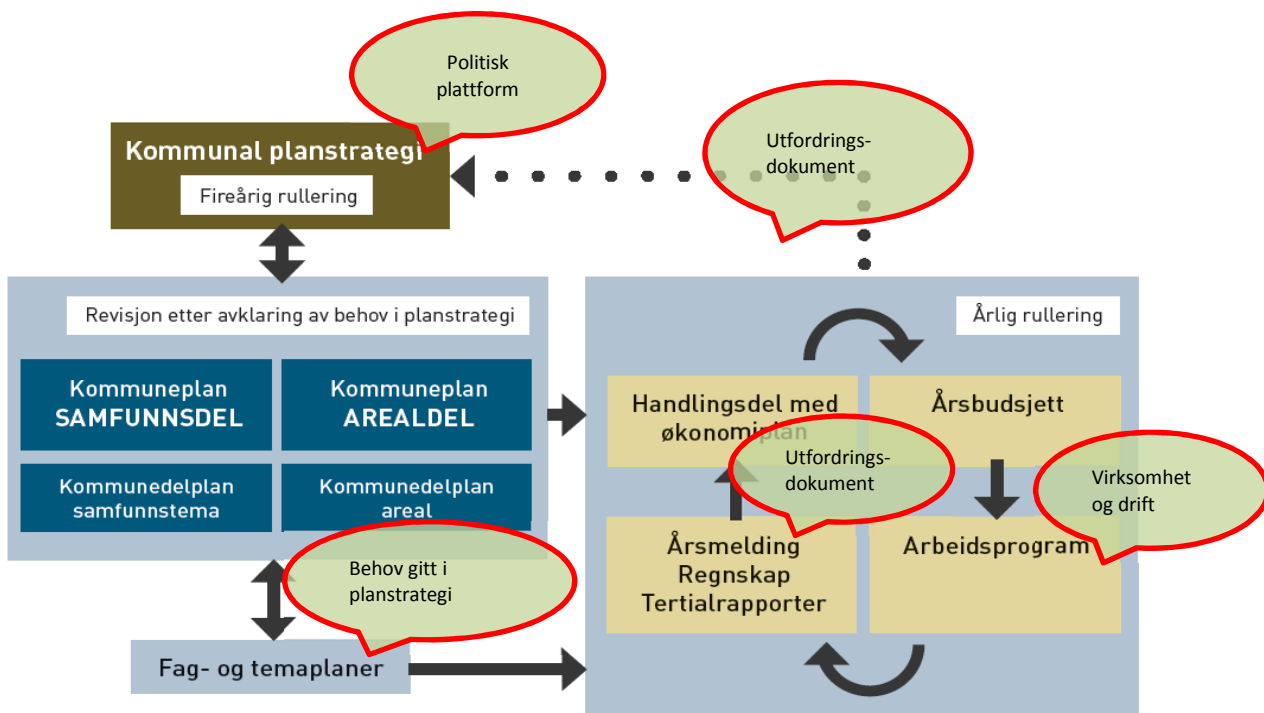 Politisk
plattform
Kommunal planstrategi
Fireårig rullering
Utfordrings-
dokument
Revisjon etter avklaring av behov i planstrategi
Kommuneplan
SAMFUNNSDEL
Kommuneplan
AREALDEL
Kommunedelplan
samfunnstema
Kommunedelplan
areal
Behov gitt i
planstrategi
Fag- og temaplaner
Årlig rullering
Handlingsdel med
økonomiplan
Årsbudsjett
Utfordrings-
dokument
Virksomhet
og drift
Årsmelding
Regnskap
Tertialrapporter
Arbeidsprogram